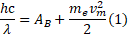 hc/λ = A_B + m_e v_m^2/2 (1)